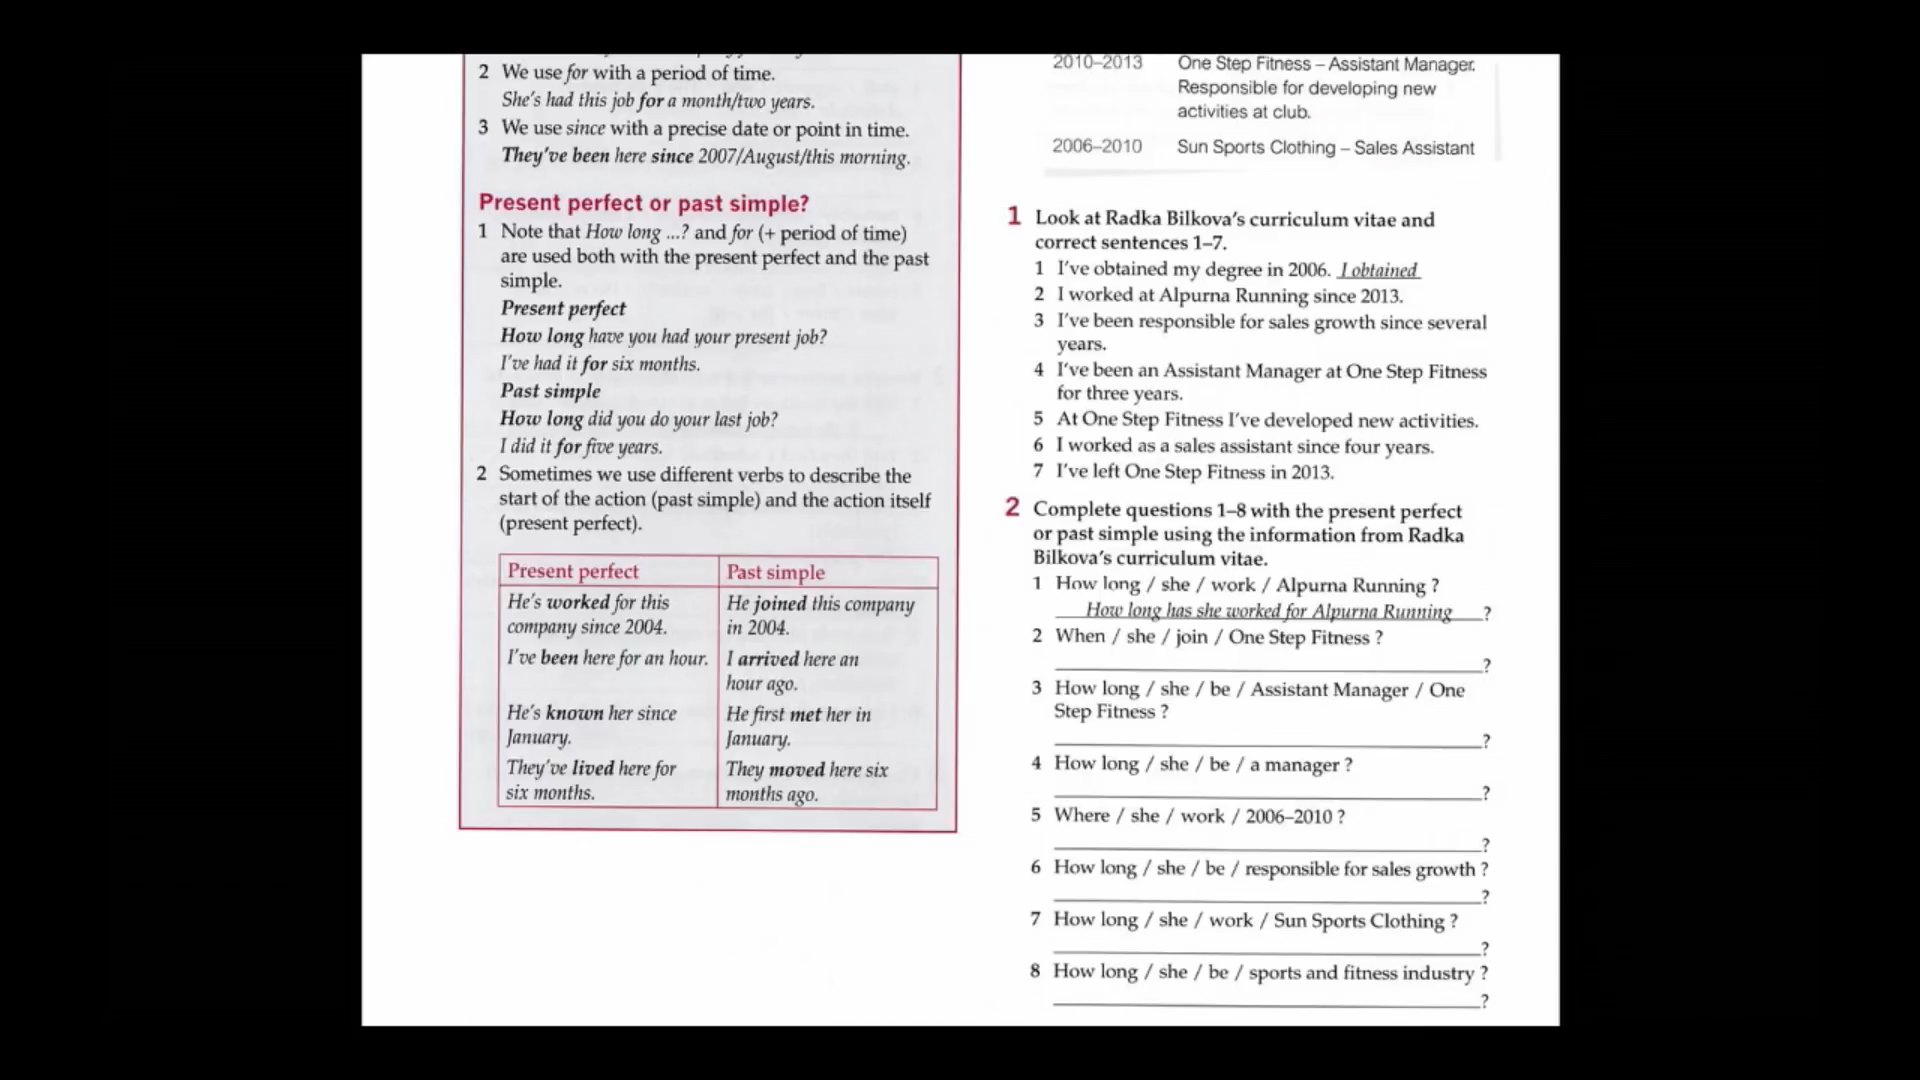 2 We use for with a period of time.
She's had this job for a month/two years.
3 We use since with a precise date or point in time.
They've been here since 2007/August/this morning.
Present perfect or past simple?
1 Note that How long ...? and for (+ period of time)
are used both with the present perfect and the past
simple.
Present perfect
How long have you had your present job?
I've had it for six months.
Past simple
How long did you do your last job?
I did it for five years.
2 Sometimes we use different verbs to describe the
start of the action (past simple) and the action itself
(present perfect).
Present perfect Past simple
He's worked for this He joined this company
company since 2004. in 2004.
I've been here for an hour. I arrived here an
hour ago.
He's known her since He first met her in
January. January.
They've lived here for They moved here six
six months. months ago.
2010–2013 One Step Fitness – Assistant Manager.
Responsible for developing new
activities at club.
2006–2010 Sun Sports Clothing – Sales Assistant
1 Look at Radka Bilkova's curriculum vitae and
correct sentences 1–7.
1 I've obtained my degree in 2006. I obtained
2 I worked at Alpurna Running since 2013.
3 I've been responsible for sales growth since several
years.
4 I've been an Assistant Manager at One Step Fitness
for three years.
5 At One Step Fitness I've developed new activities.
6 I worked as a sales assistant since four years.
7 I've left One Step Fitness in 2013.
2 Complete questions 1–8 with the present perfect
or past simple using the information from Radka
Bilkova's curriculum vitae.
1 How long / she / work / Alpurna Running ?
How long has she worked for Alpurna Running ?
2 When / she / join / One Step Fitness ?
?
3 How long / she / be / Assistant Manager / One
Step Fitness ?
?
4 How long / she / be / a manager ?
?
5 Where / she / work / 2006–2010 ?
?
6 How long / she / be / responsible for sales growth ?
?
7 How long / she / work / Sun Sports Clothing ?
?
8 How long / she / be / sports and fitness industry ?
?